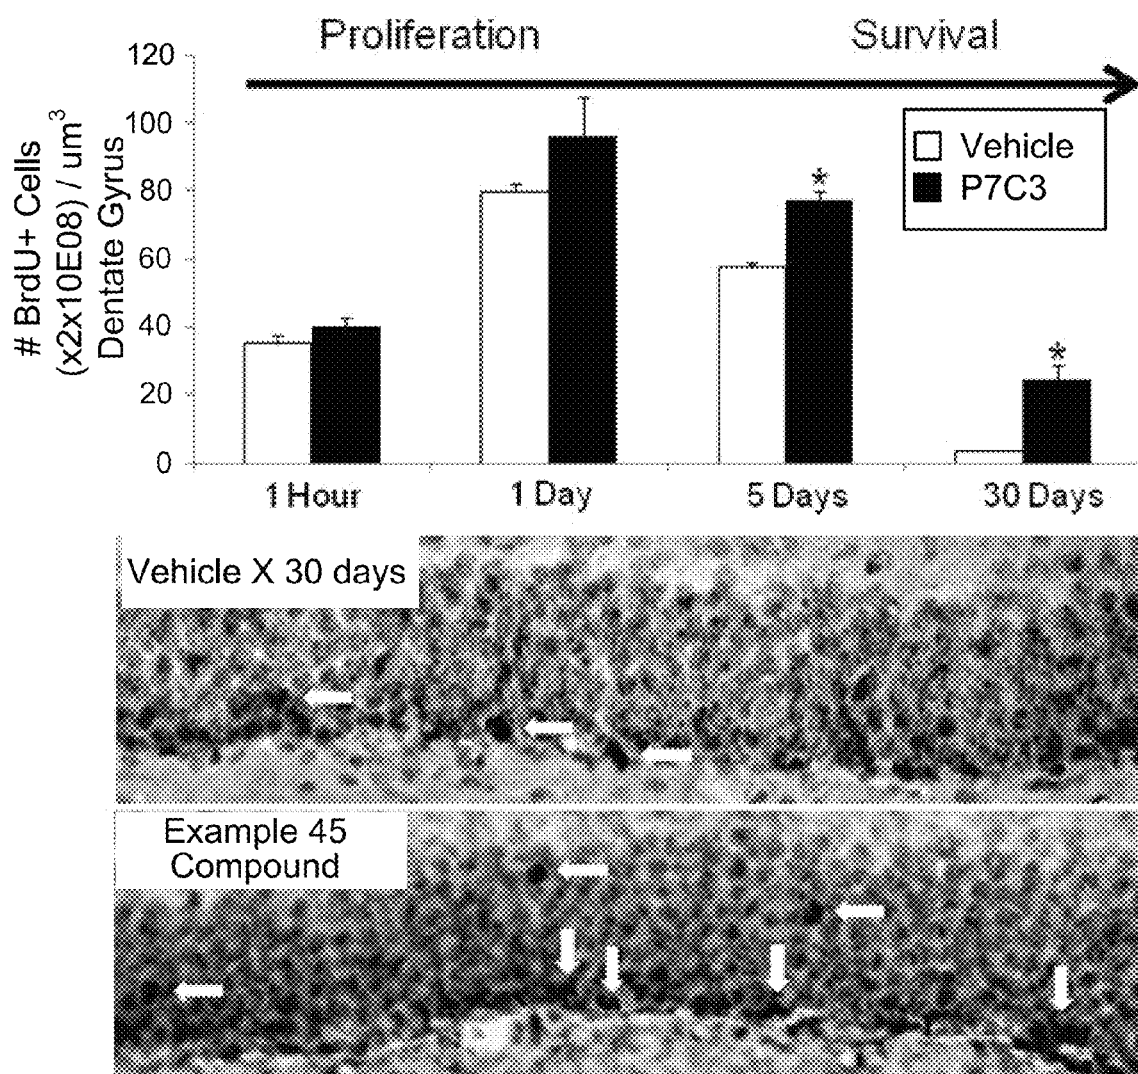 Proliferation Survival
# BrdU+ Cells
(x2x10E08) / um³
Dentate Gyrus
120
100
80
60
40
20
0
Vehicle
P7C3
*
*
1 Hour 1 Day 5 Days 30 Days
Vehicle X 30 days
Example 45
Compound